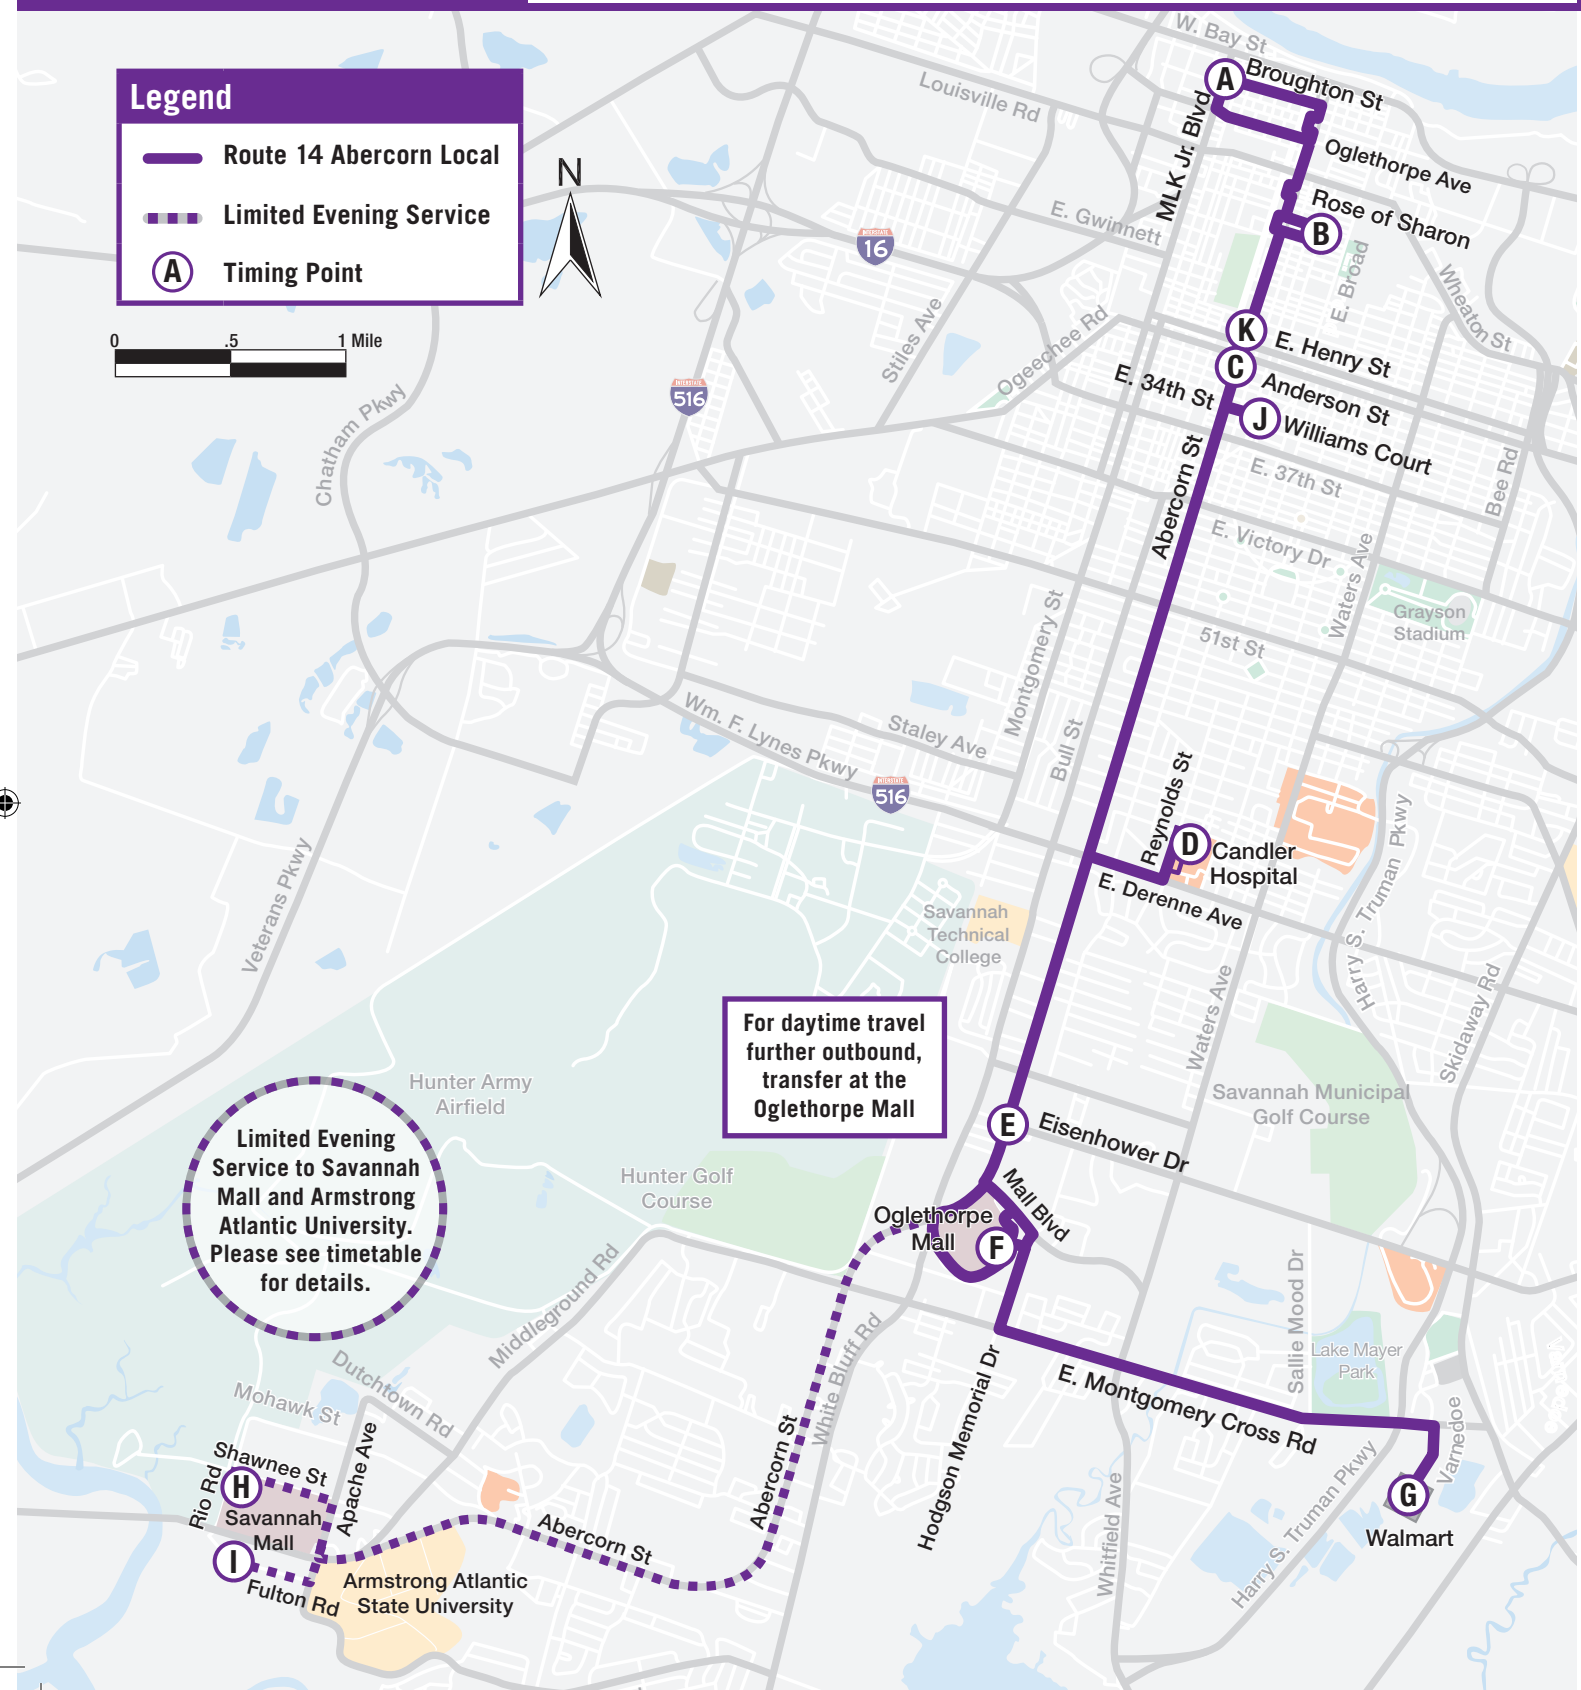 Legend
Route 14 Abercorn Local
Limited Evening Service
A Timing Point
N
0 .5 1 Mile
W. Bay St
Louisville Rd
A
Broughton St
MLK Jr. Blvd
Oglethorpe Ave
E. Gwinnett
Rose of Sharon
B
INTERSTATE
16
E. Broad
Wheaton St
Stiles Ave
Ogeechee Rd
K
E. Henry St
C
Anderson St
E. 34th St
J
Williams Court
INTERSTATE
516
Chatham Pkwy
Abercorn St
E. 37th St
Bee Rd
E. Victory Dr
Waters Ave
Grayson
Stadium
51st St
Montgomery St
Wm. F. Lynes Pkwy
Staley Ave
Bull St
INTERSTATE
516
Reynolds St
D
Candler
Hospital
E. Derenne Ave
Harry S. Truman Pkwy
Veterans Pkwy
Savannah
Technical
College
Waters Ave
Skidaway Rd
For daytime travel
further outbound,
transfer at the
Oglethorpe Mall
Hunter Army
Airfield
Savannah Municipal
Golf Course
E
Eisenhower Dr
Limited Evening
Service to Savannah
Mall and Armstrong
Atlantic University.
Please see timetable
for details.
Hunter Golf
Course
Mall Blvd
Oglethorpe
Mall
F
Middleground Rd
Sallie Mood Dr
Lake Mayer
Park
White Bluff Rd
Dutchtown Rd
Mohawk St
Hodgson Memorial Dr
E. Montgomery Cross Rd
Varnedoe
Shawnee St
Apache Ave
Abercorn St
Rio Rd
H
Savannah
Mall
G
Walmart
Harry S. Truman Pkwy
Whitfield Ave
Abercorn St
I
Fulton Rd
Armstrong Atlantic
State University